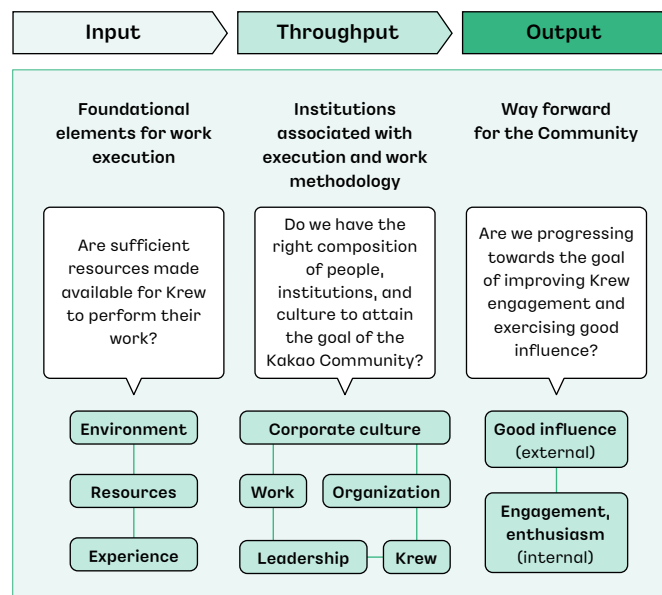 Input
Throughput
Output
Foundational
elements for work
execution
Institutions
associated with
execution and work
methodology
Way forward
for the Community
Are sufficient
resources made
available for Krew
to perform their
work?
Do we have the
right composition
of people,
institutions, and
culture to attain
the goal of the
Kakao Community?
Are we progressing
towards the goal
of improving Krew
engagement and
exercising good
influence?
Environment
Resources
Experience
Corporate culture
Work
Organization
Leadership
Krew
Good influence
(external)
Engagement,
enthusiasm
(internal)